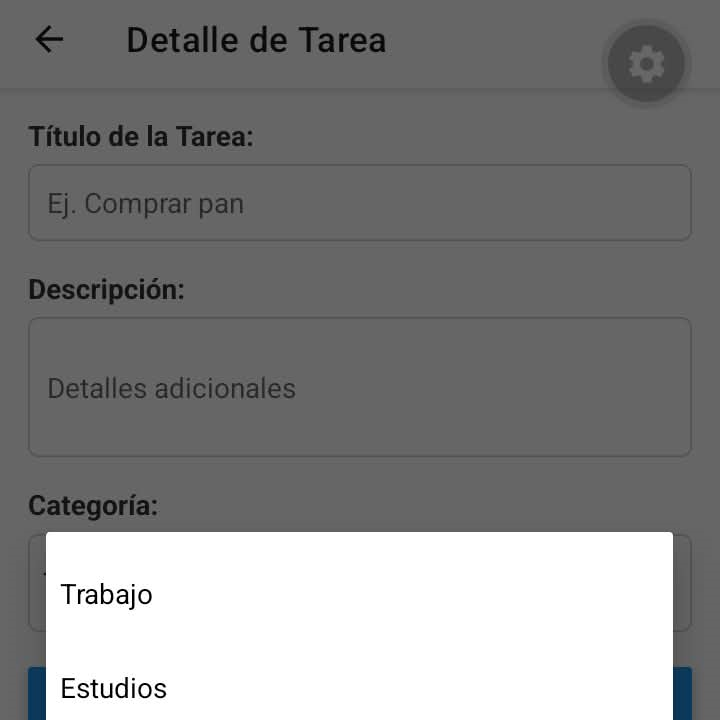 Detalle de Tarea
Título de la Tarea:
Ej. Comprar pan
Descripción:
Detalles adicionales
Categoría:
Trabajo
Estudios